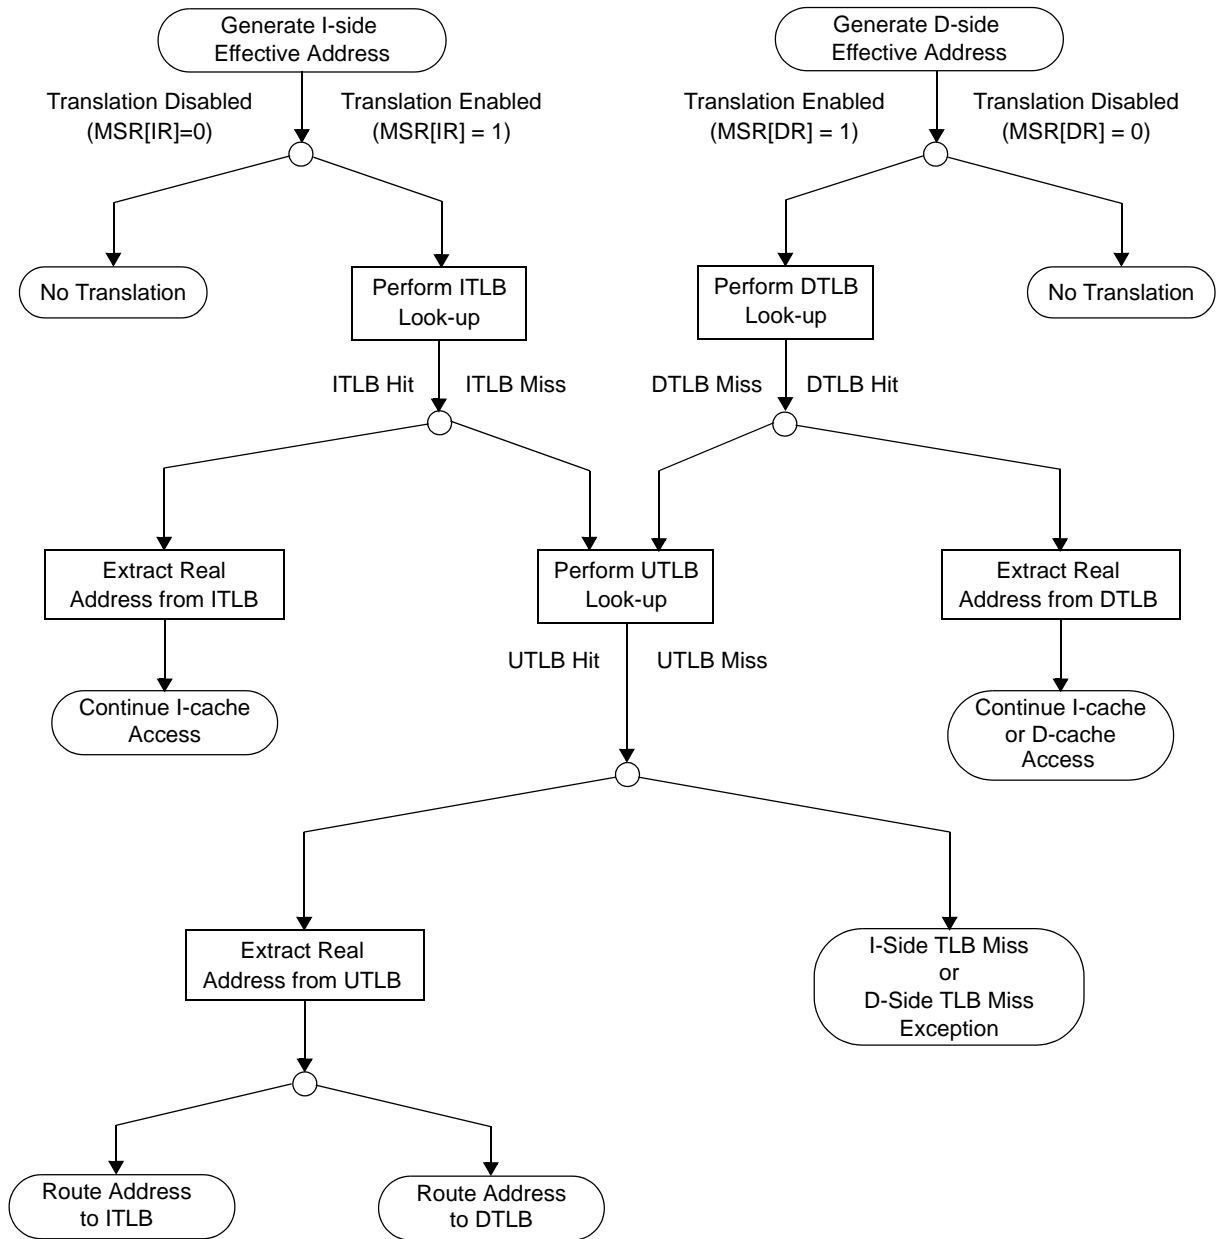 Generate I-side
Effective Address
Generate D-side
Effective Address
Translation Disabled
(MSR[IR]=0)
Translation Enabled
(MSR[IR] = 1)
Translation Enabled
(MSR[DR] = 1)
Translation Disabled
(MSR[DR] = 0)
No Translation
Perform ITLB
Look-up
Perform DTLB
Look-up
No Translation
ITLB Hit
ITLB Miss
DTLB Miss
DTLB Hit
Extract Real
Address from ITLB
Perform UTLB
Look-up
Extract Real
Address from DTLB
UTLB Hit
UTLB Miss
Continue I-cache
Access
Continue I-cache
or D-cache
Access
Extract Real
Address from UTLB
I-Side TLB Miss
or
D-Side TLB Miss
Exception
Route Address
to ITLB
Route Address
to DTLB